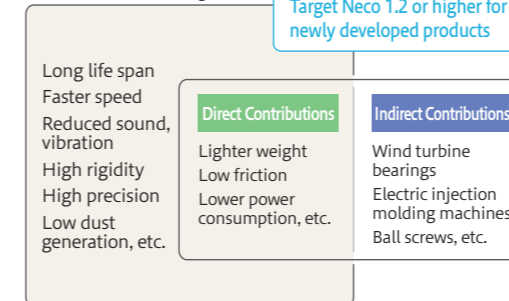 Target Neco 1.2 or higher for
newly developed products
Long life span
Faster speed
Reduced sound,
vibration
High rigidity
High precision
Low dust
generation, etc.
Direct Contributions
Lighter weight
Low friction
Lower power
consumption, etc.
Indirect Contributions
Wind turbine
bearings
Electric injection
molding machines
Ball screws, etc.